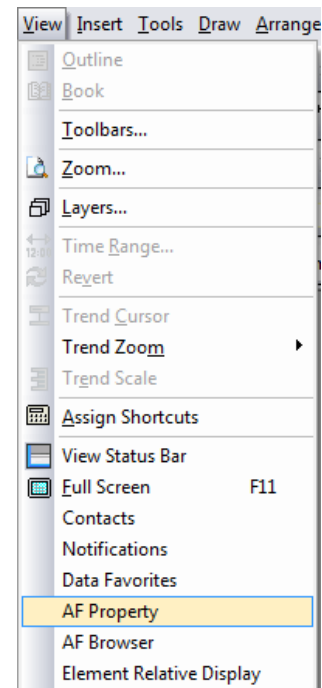 View Insert Tools Draw Arrange
Outline
Book
Toolbars...
Zoom...
Layers...
Time Range...
Revert
Trend Cursor
Trend Zoom
Trend Scale
Assign Shortcuts
View Status Bar
Full Screen F11
Contacts
Notifications
Data Favorites
AF Property
AF Browser
Element Relative Display